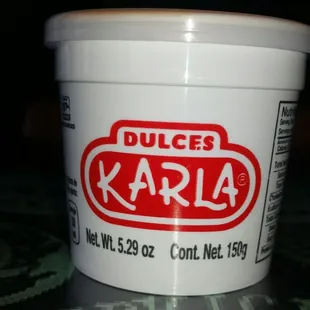 DULCES
KARLA®
Net. Wt. 5.29 oz Cont. Net. 150g